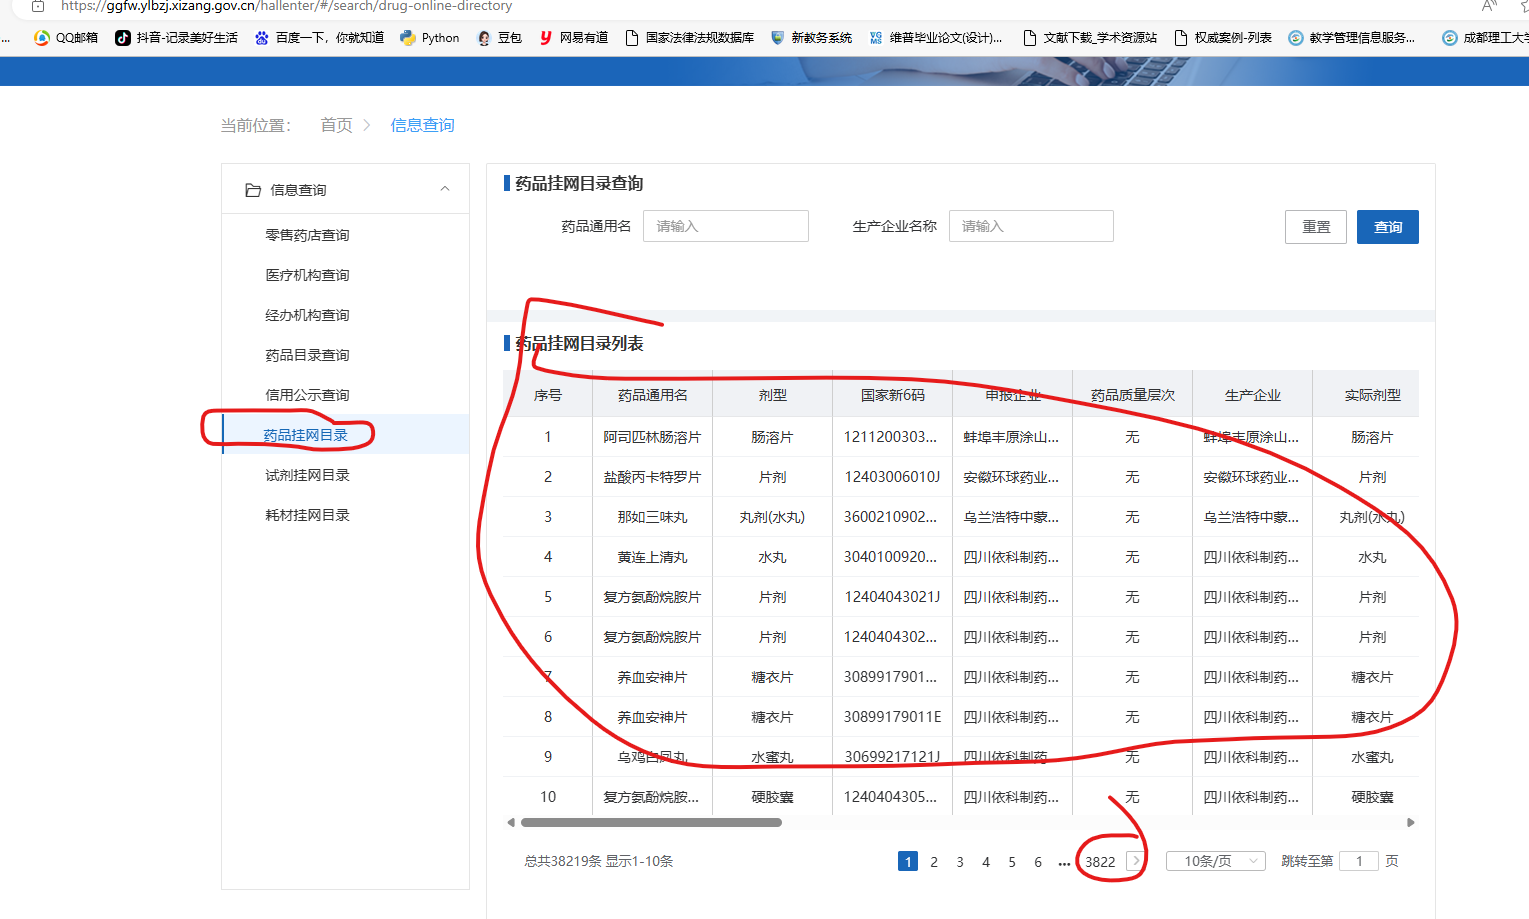 https://ggfw.ylbzj.xizang.gov.cn/hallenter/#/search/drug-online-directory
... QQ邮箱 抖音-记录美好生活 百度一下，你就知道 Python 豆包 网易有道 国家法律法规数据库 新教务系统 维普毕业论文(设计)... 文献下载_学术资源站 权威案例-列表 教学管理信息服务... 成都理工大学
当前位置： 首页 > 信息查询
信息查询
零售药店查询
医疗机构查询
经办机构查询
药品目录查询
信用公示查询
药品挂网目录
试剂挂网目录
耗材挂网目录
药品挂网目录查询
药品通用名 请输入 生产企业名称 请输入 重置 查询
药品挂网目录列表
序号 药品通用名 剂型 国家新6码 申报企业 药品质量层次 生产企业 实际剂型
1 阿司匹林肠溶片 肠溶片 1211200303... 蚌埠丰原涂山... 无 蚌埠丰原涂山... 肠溶片
2 盐酸丙卡特罗片 片剂 12403006010J 安徽环球药业... 无 安徽环球药业... 片剂
3 那如三味丸 丸剂(水丸) 3600210902... 乌兰浩特中蒙... 无 乌兰浩特中蒙... 丸剂(水丸)
4 黄连上清丸 水丸 3040100920... 四川依科制药... 无 四川依科制药... 水丸
5 复方氨酚烷胺片 片剂 12404043021J 四川依科制药... 无 四川依科制药... 片剂
6 复方氨酚烷胺片 片剂 1240404302... 四川依科制药... 无 四川依科制药... 片剂
7 养血安神片 糖衣片 3089917901... 四川依科制药... 无 四川依科制药... 糖衣片
8 养血安神片 糖衣片 30899179011E 四川依科制药... 无 四川依科制药... 糖衣片
9 乌鸡白凤丸 水蜜丸 30699217121J 四川依科制药... 无 四川依科制药... 水蜜丸
10 复方氨酚烷胺... 硬胶囊 1240404305... 四川依科制药... 无 四川依科制药... 硬胶囊
总共38219条 显示1-10条 1 2 3 4 5 6 ... 3822 > 10条/页 跳转至第 1 页